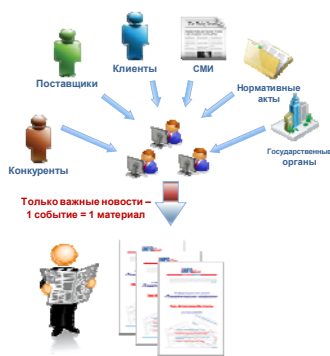 Поставщики
Клиенты
СМИ
Нормативные
акты
Государственные
органы
Конкуренты
Только важные новости –
1 событие = 1 материал